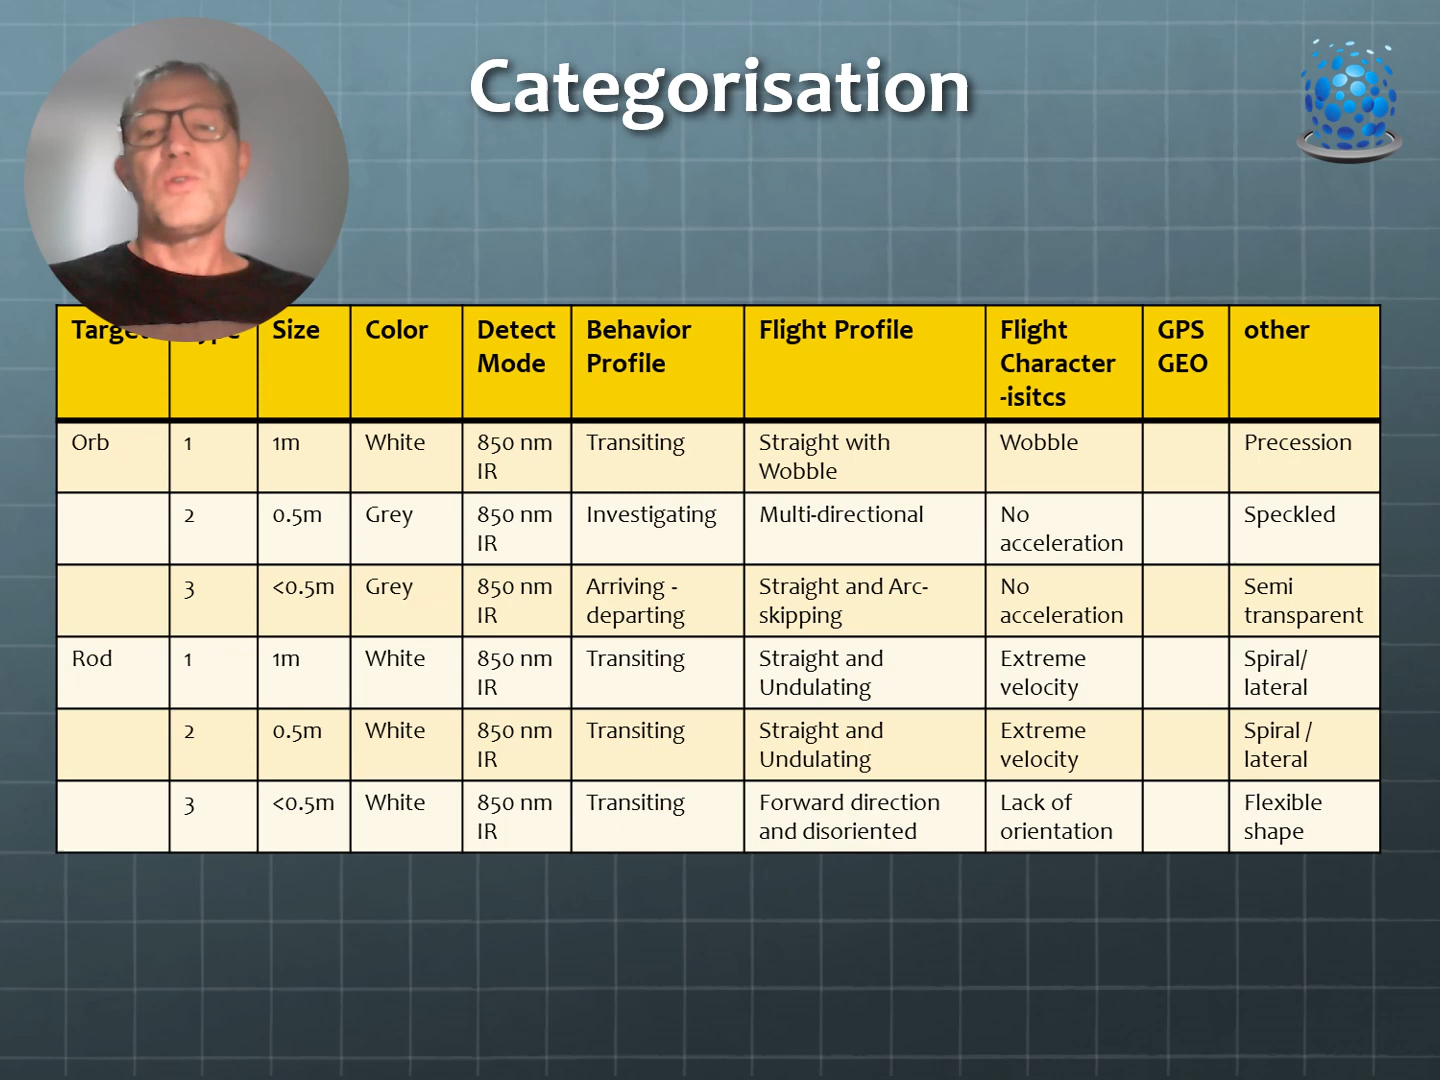 Categorisation
Target Type Size Color Detect Mode Behavior Profile Flight Profile Flight Character -isitcs GPS GEO other
Orb 1 1m White 850 nm IR Transiting Straight with Wobble Wobble Precession
2 0.5m Grey 850 nm IR Investigating Multi-directional No acceleration Speckled
3 <0.5m Grey 850 nm IR Arriving - departing Straight and Arc- skipping No acceleration Semi transparent
Rod 1 1m White 850 nm IR Transiting Straight and Undulating Extreme velocity Spiral/ lateral
2 0.5m White 850 nm IR Transiting Straight and Undulating Extreme velocity Spiral / lateral
3 <0.5m White 850 nm IR Transiting Forward direction and disoriented Lack of orientation Flexible shape